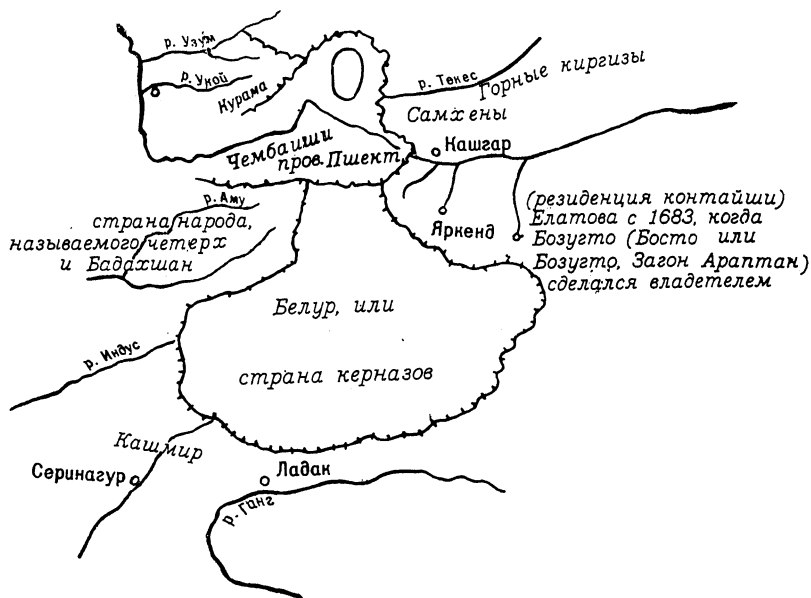 р. Узум
р. Укой
Курама
р. Текес
Горные киргизы
Самхены
Кашгар
Чембаиши
пров. Пшент
р. Аму
страна народа,
называемого четерх
и Бадахшан
Яркенд
(резиденция контайши)
Елатова с 1683, когда
Бозугто (Босто или
Бозугто, Загон Араптан)
сделался владетелем
Белур, или
страна керназов
р. Индус
Кашмир
Серинагур
Ладак
р. Ганг